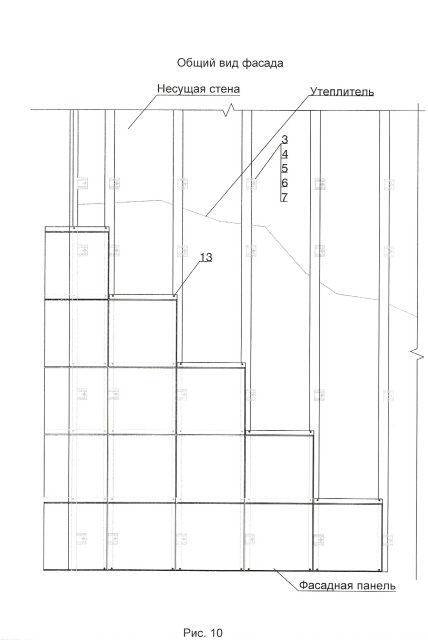 Общий вид фасада
Несущая стена
Утеплитель
3
4
5
6
7
13
Фасадная панель
Рис. 10